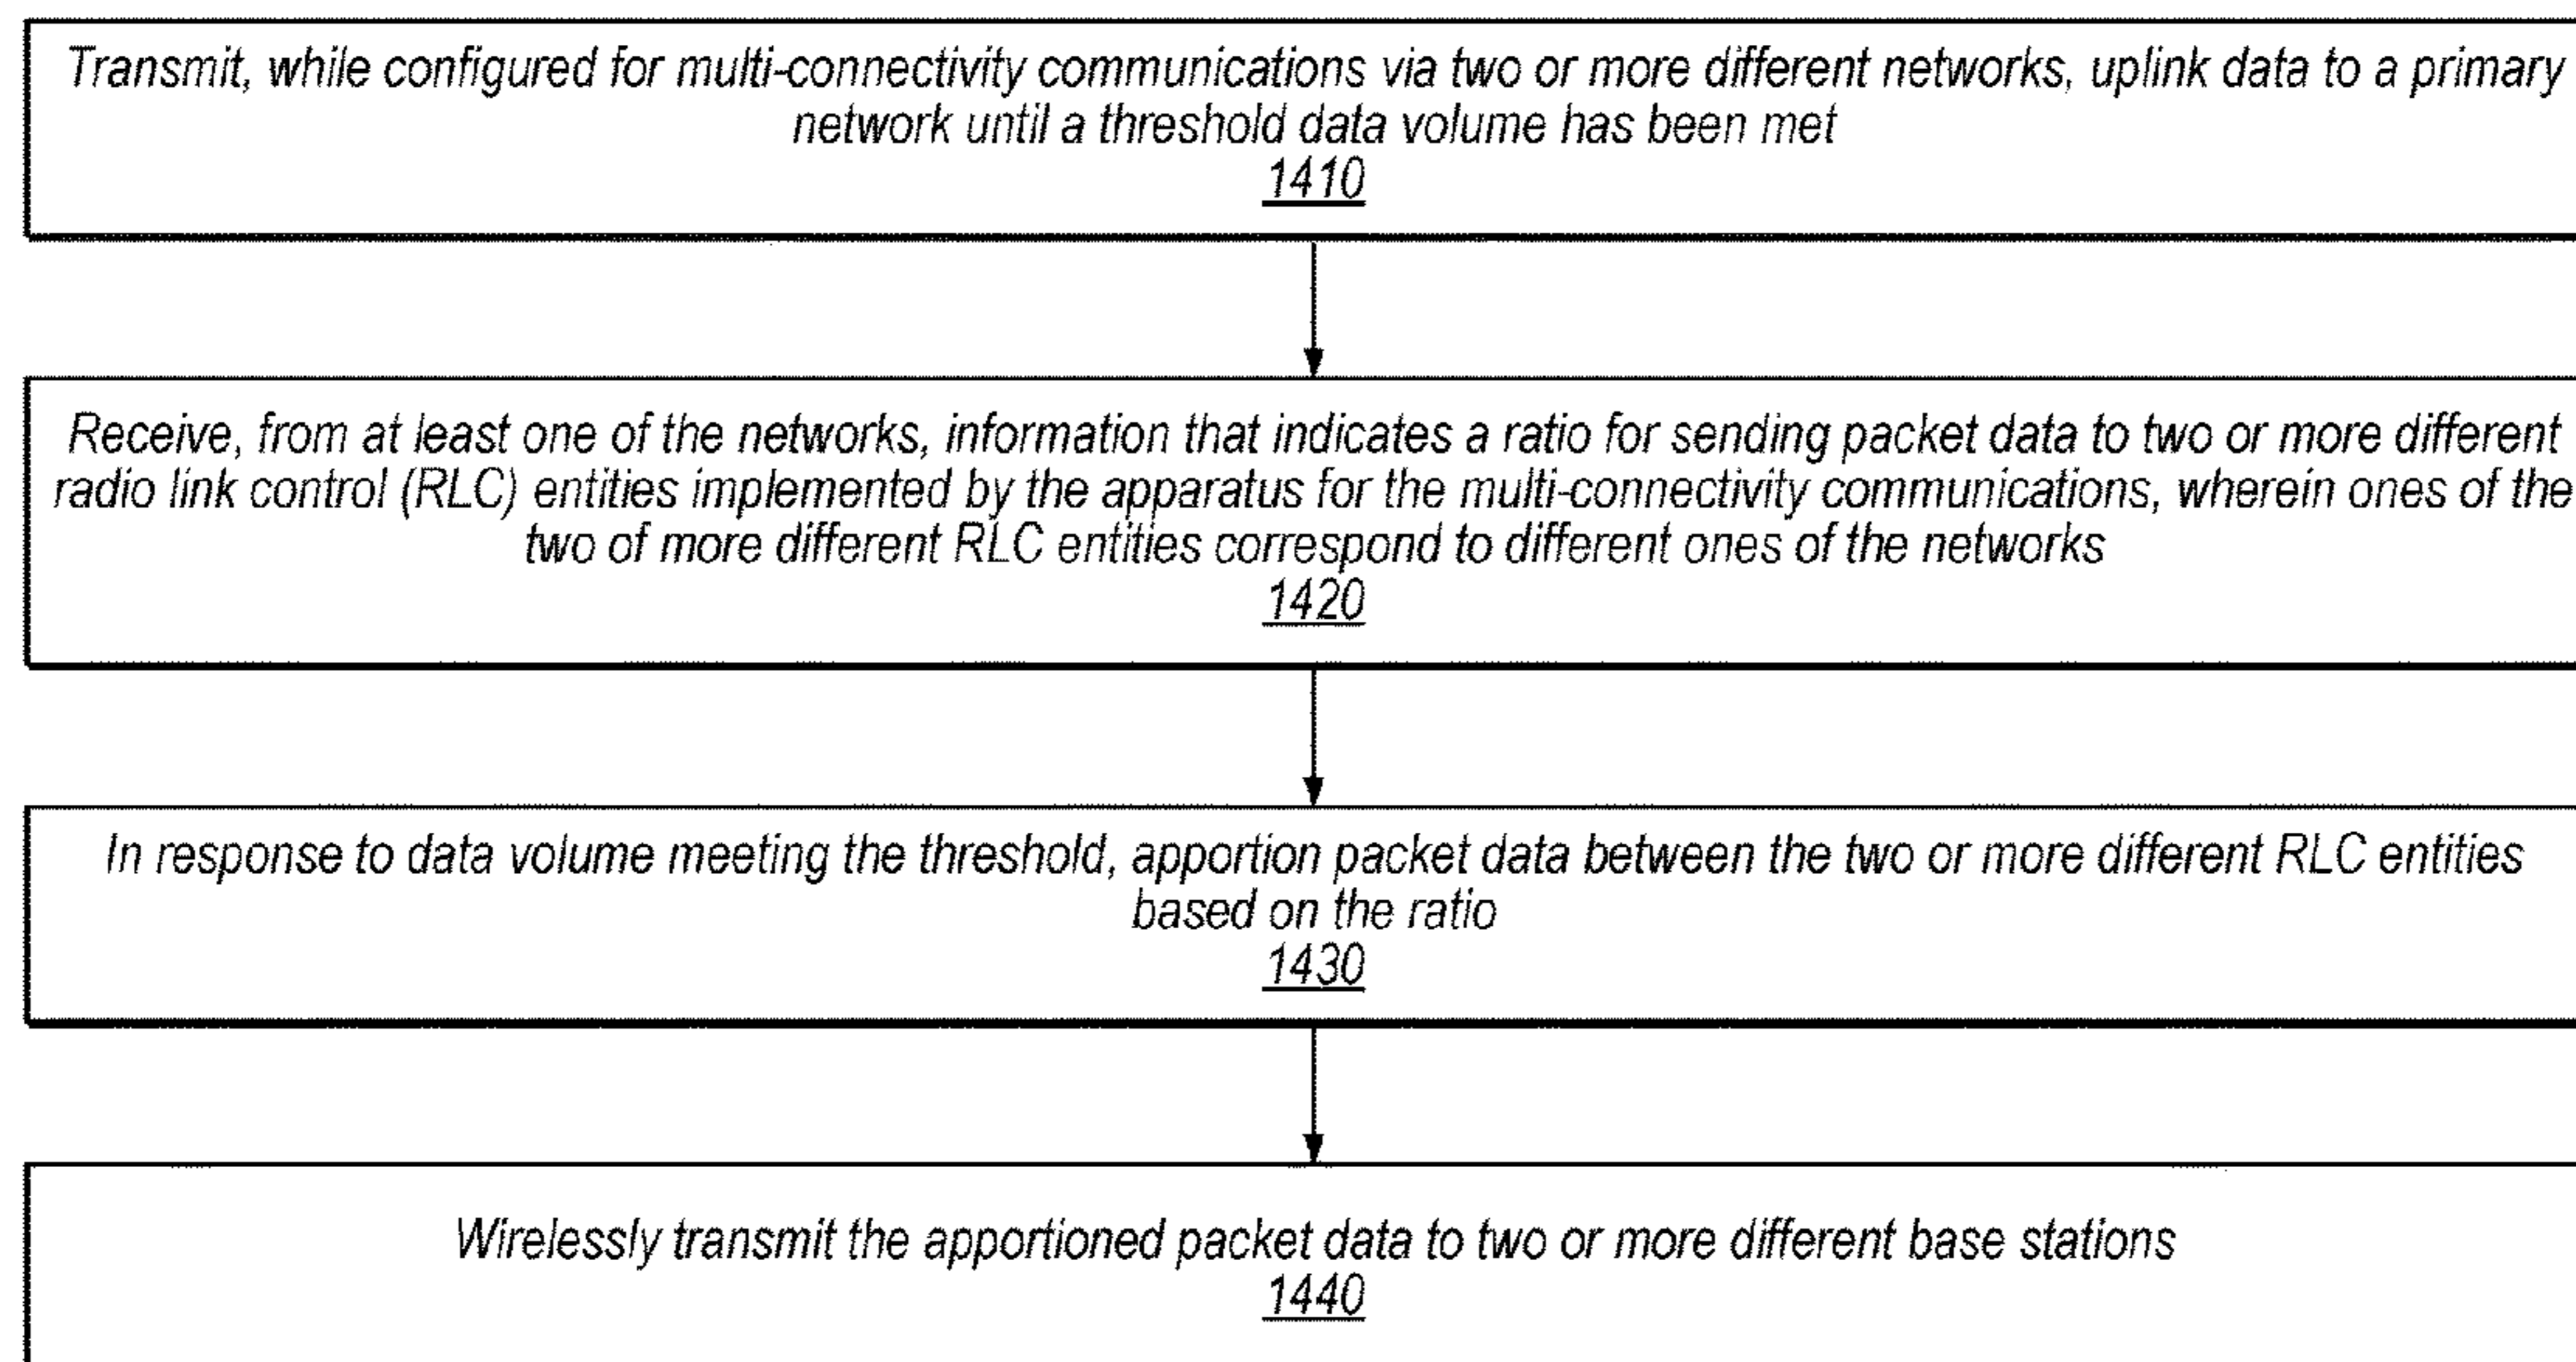 Transmit, while configured for multi-connectivity communications via two or more different networks, uplink data to a primary
network until a threshold data volume has been met
1410
Receive, from at least one of the networks, information that indicates a ratio for sending packet data to two or more different
radio link control (RLC) entities implemented by the apparatus for the multi-connectivity communications, wherein ones of the
two of more different RLC entities correspond to different ones of the networks
1420
In response to data volume meeting the threshold, apportion packet data between the two or more different RLC entities
based on the ratio
1430
Wirelessly transmit the apportioned packet data to two or more different base stations
1440